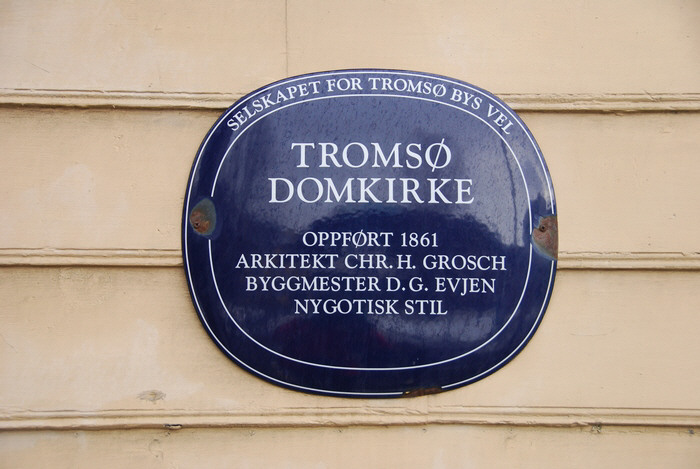 SELSKAPET FOR TROMSØ BYS VEL
TROMSØ
DOMKIRKE
OPPFØRT 1861
ARKITEKT CHR. H. GROSCH
BYGGMESTER D. G. EVJEN
NYGOTISK STIL